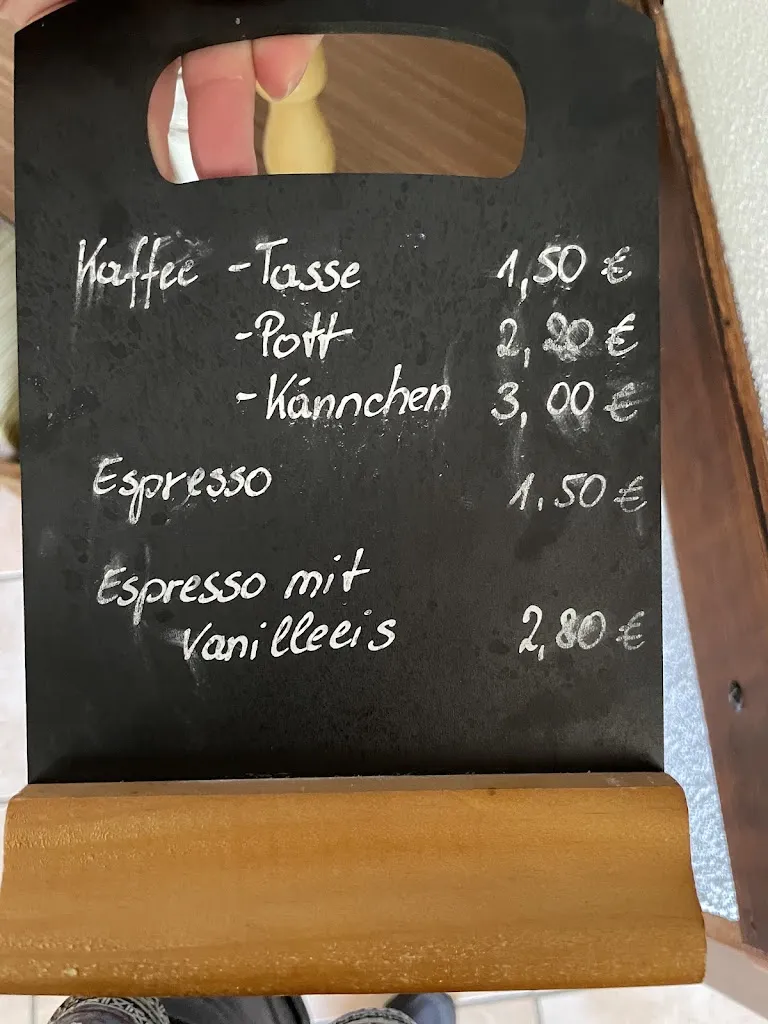 Kaffee - Tasse 1,50 €
- Pott 2,20 €
- Kännchen 3,00 €
Espresso 1.50 €
Espresso mit
Vanilleeis 2,80 €